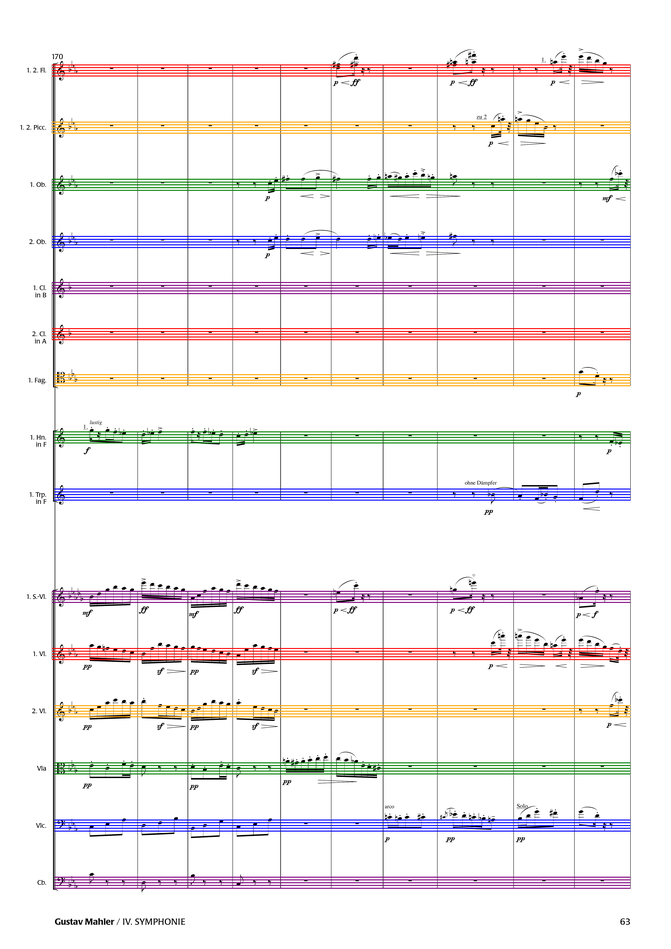 170
1. 2. Fl.
1.
p ff
p ff
p
1. 2. Picc.
zu 2
p
1. Ob.
p
mf
2. Ob.
p
1. Cl.
in B
2. Cl.
in A
1. Fag.
p
1. Hn.
in F
1.
lustig
f
p
1. Trp.
in F
ohne Dämpfer
pp
1. S.-Vl.
mf ff mf ff
p ff
p ff
p f
1. Vl.
pp sf pp sf
p
2. Vl.
pp sf pp sf
p
Vla
pp pp pp
Vlc.
arco
Solo
p pp pp
Cb.
Gustav Mahler / IV. SYMPHONIE
63